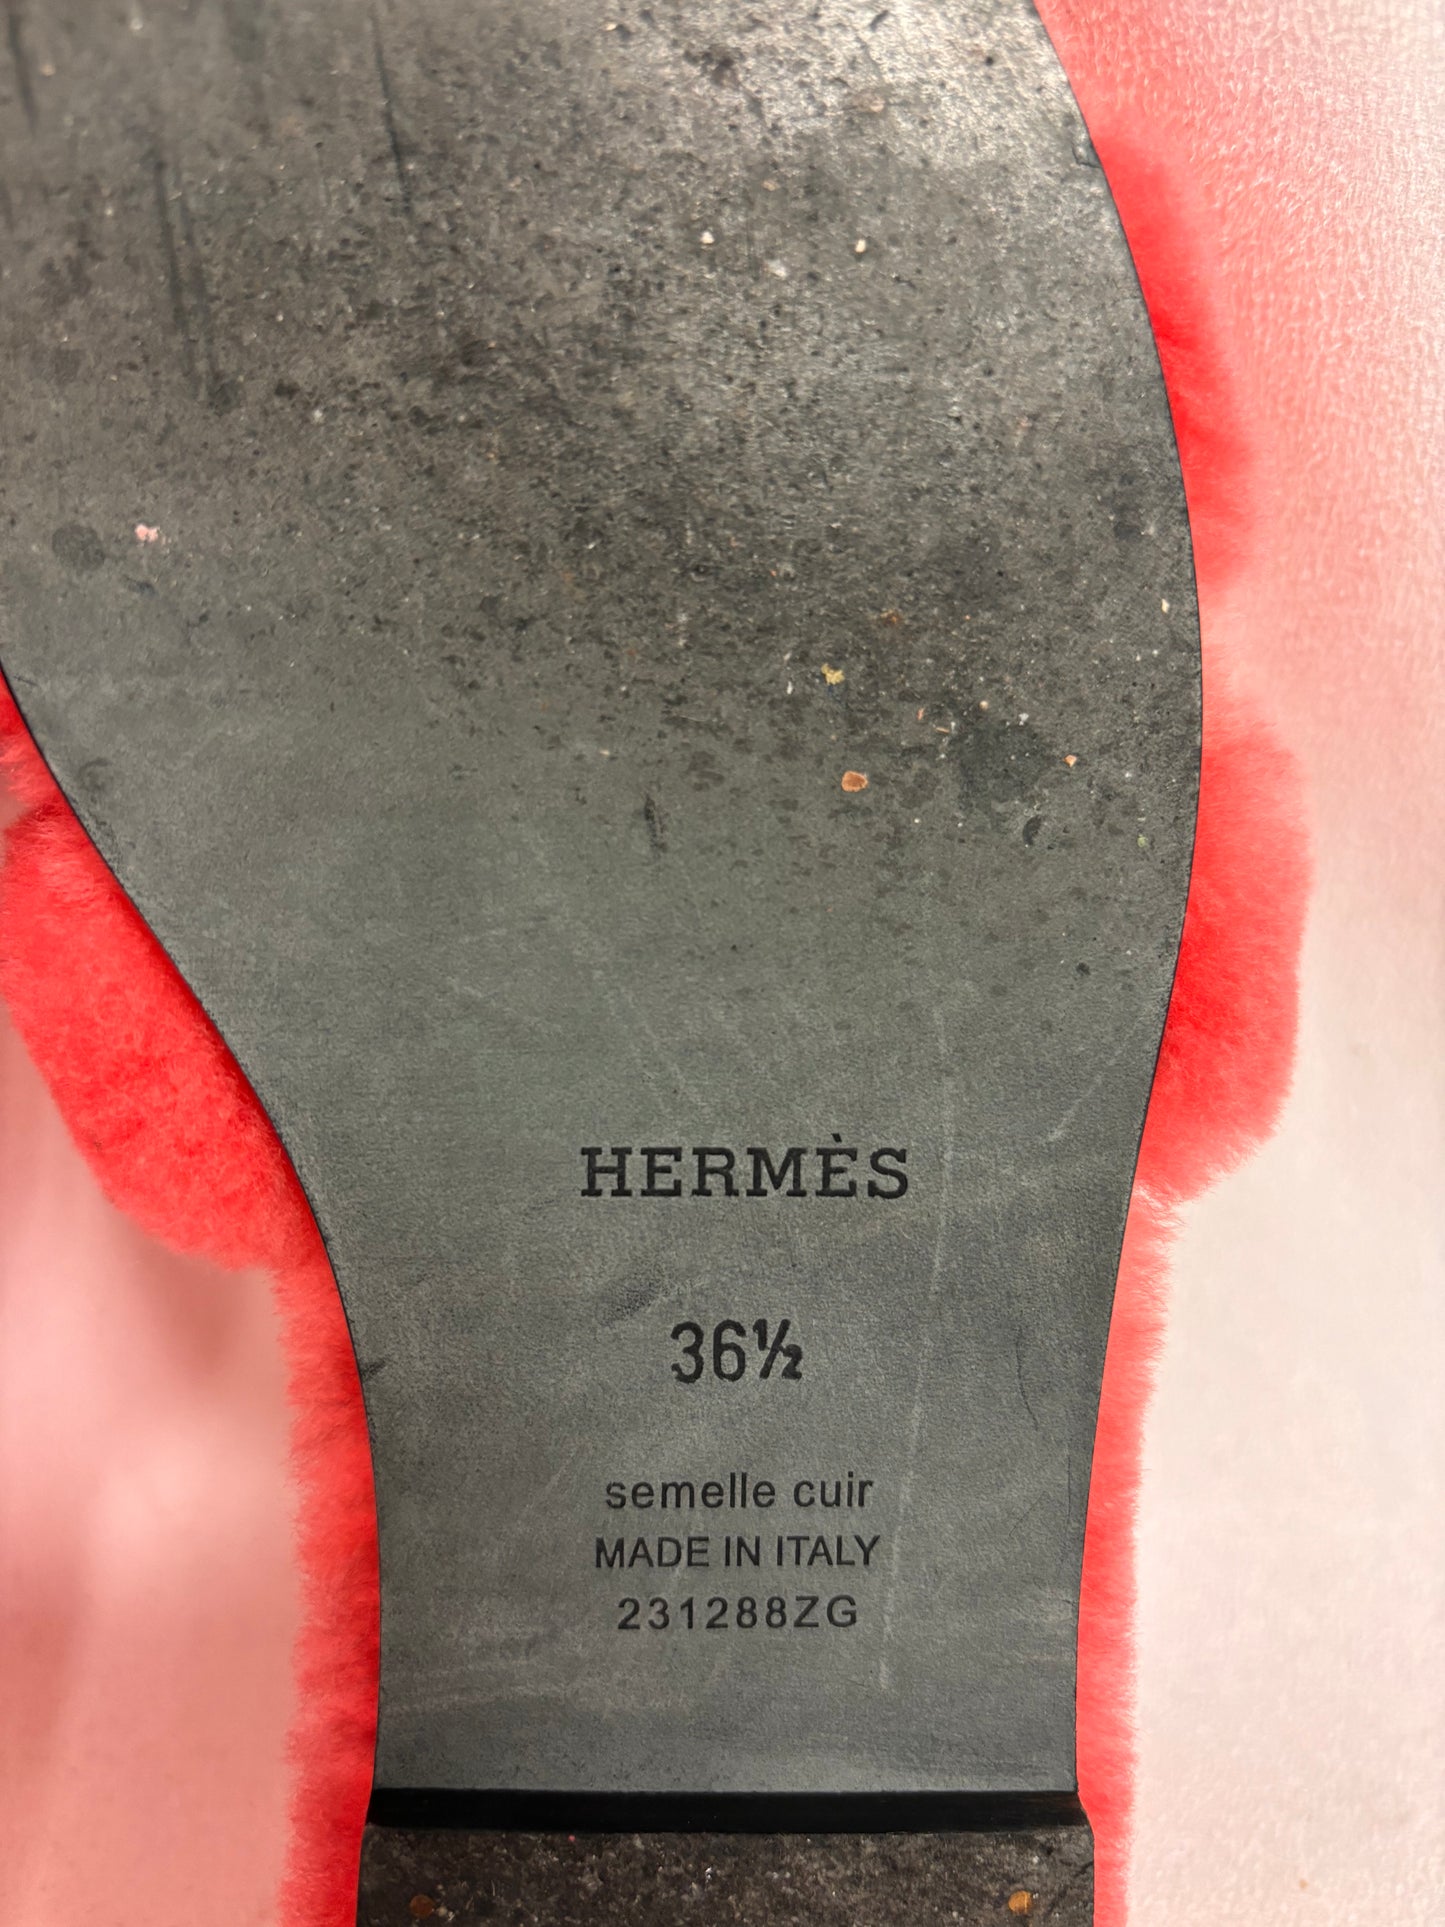 HERMÈS
36½
semelle cuir
MADE IN ITALY
231288ZG